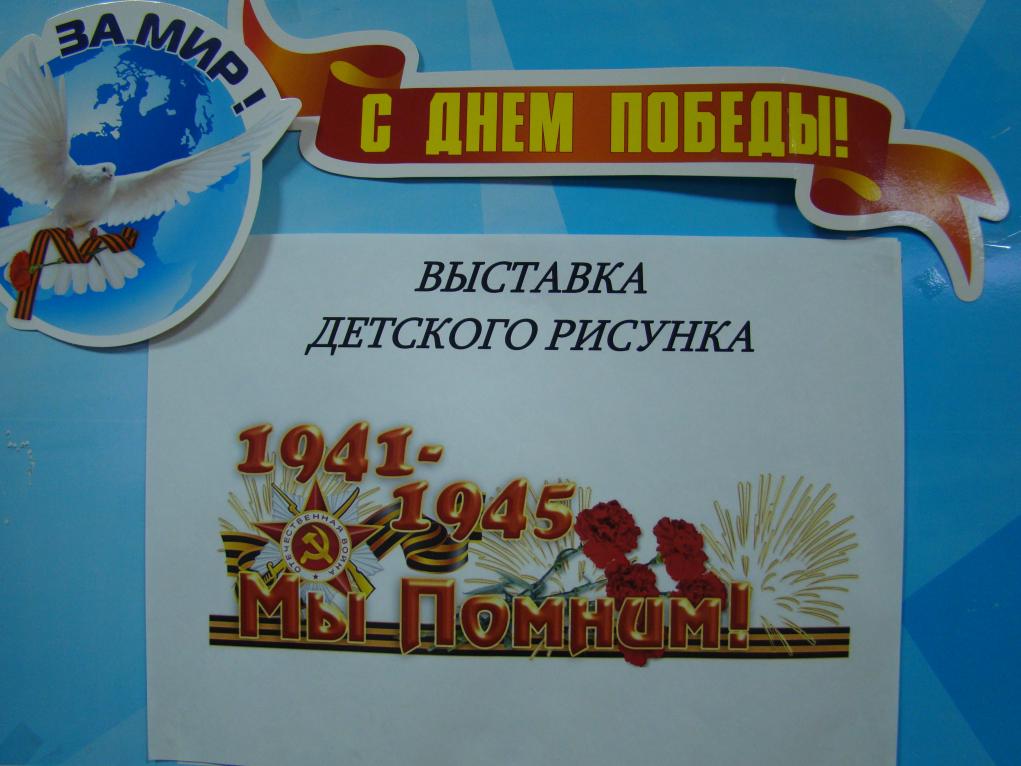 ЗА МИР!
С ДНЕМ ПОБЕДЫ!
ВЫСТАВКА
ДЕТСКОГО РИСУНКА
1941-
1945
ОТЕЧЕСТВЕННАЯ ВОЙНА
Мы Помним!